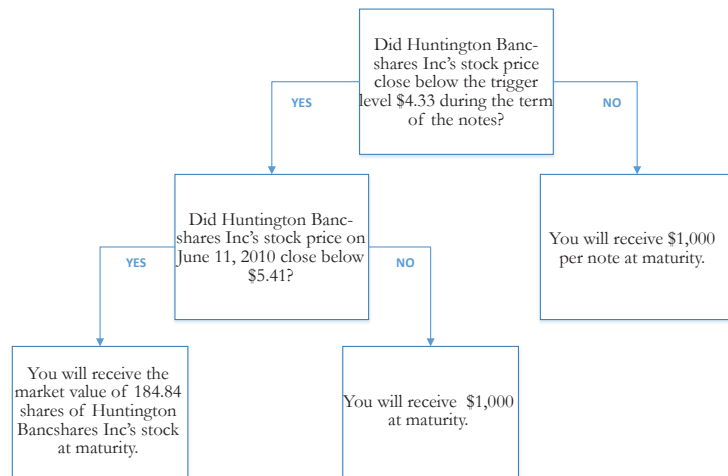 Did Huntington Banc-
shares Inc’s stock price
close below the trigger
level $4.33 during the term
of the notes?
YES
NO
Did Huntington Banc-
shares Inc’s stock price on
June 11, 2010 close below
$5.41?
You will receive $1,000
per note at maturity.
YES
NO
You will receive the
market value of 184.84
shares of Huntington
Bancshares Inc’s stock
at maturity.
You will receive $1,000
at maturity.